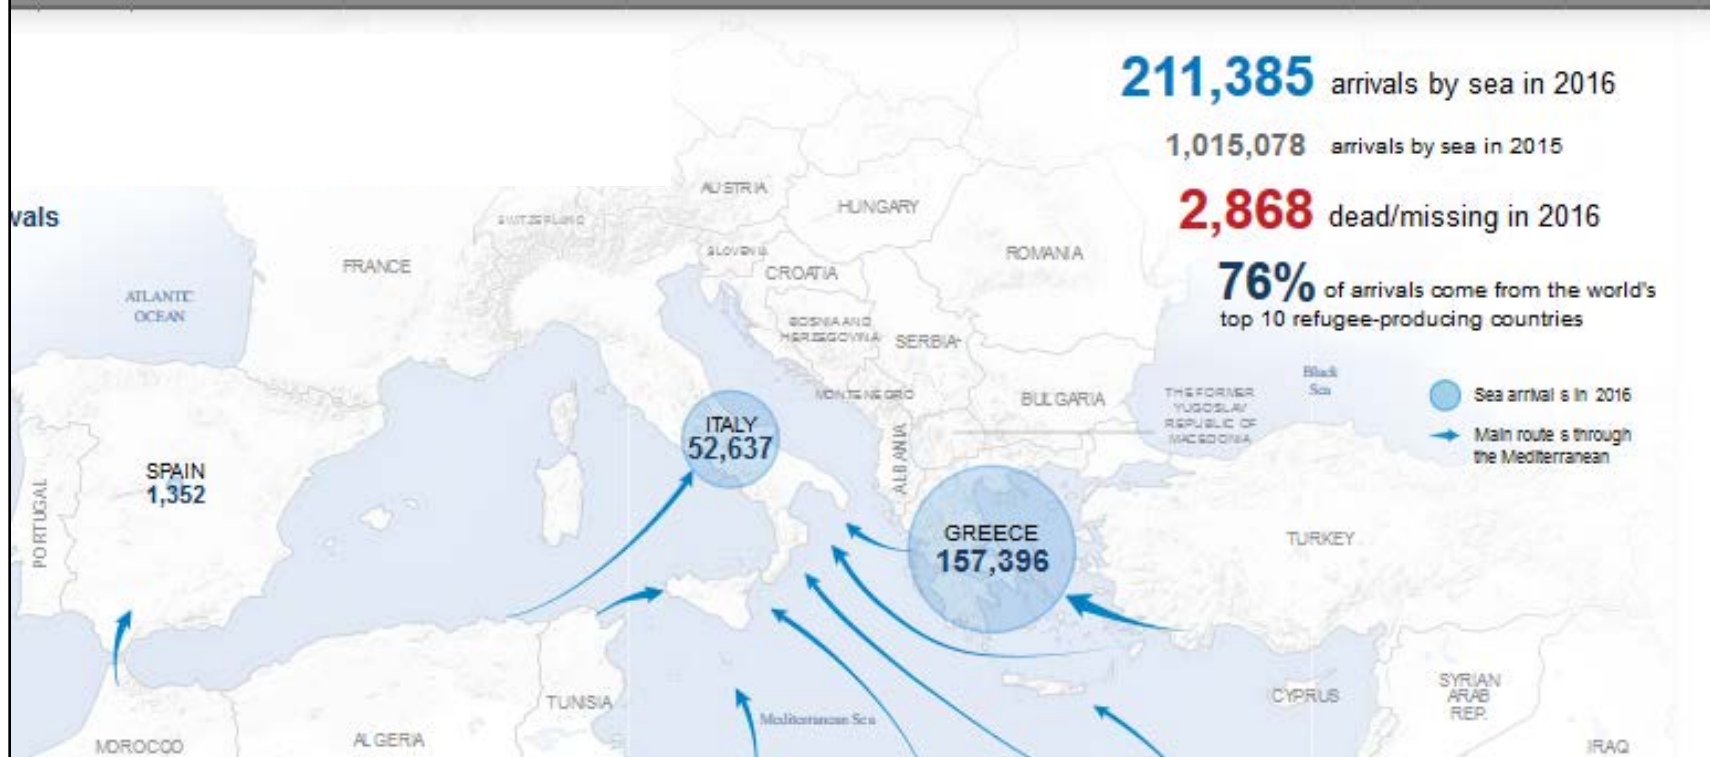 211,385 arrivals by sea in 2016
1,015,078 arrivals by sea in 2015
2,868 dead/missing in 2016
76% of arrivals come from the world's
top 10 refugee-producing countries
vals
AUSTRIA
HUNGARY
SWITZERLAND
SLOVENIA
ROMANIA
FRANCE
CROATIA
ATLANTIC
OCEAN
BOSNIA AND
HERZEGOVINA
SERBIA
MONTENEGRO
BULGARIA
THE FORMER
YUGOSLAV
REPUBLIC OF
MACEDONIA
Black
Sea
Sea arrivals in 2016
Main routes through
the Mediterranean
ITALY
52,637
ALBANIA
SPAIN
1,352
PORTUGAL
GREECE
157,396
TURKEY
TUNISIA
Mediterranean Sea
CYPRUS
SYRIAN
ARAB
REP.
MOROCCO
ALGERIA
IRAQ